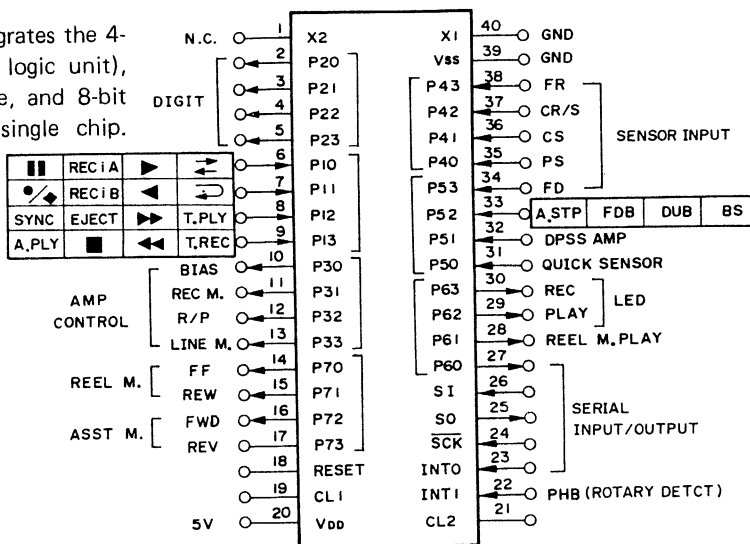 grates the 4-
logic unit),
e, and 8-bit
single chip.
N.C. 1 X2
2 P20
DIGIT
3 P21
4 P22
5 P23
RECiA
6 P10
RECiB
7 P11
SYNC EJECT T.PLY
8 P12
A.PLY T.REC
9 P13
AMP CONTROL
BIAS 10 P30
REC M. 11 P31
R/P 12 P32
LINE M. 13 P33
REEL M.
FF 14 P70
REW 15 P71
ASST M.
FWD 16 P72
REV 17 P73
18 RESET
19 CL1
5V 20 VDD
X1 40 GND
Vss 39 GND
P43 38 FR
P42 37 CR/S
SENSOR INPUT
P41 36 CS
P40 35 PS
P53 34 FD
P52 33 A.STP FDB DUB BS
P51 32 DPSS AMP
P50 31 QUICK SENSOR
P63 30 REC
LED
P62 29 PLAY
P61 28 REEL M.PLAY
P60 27
SI 26
SERIAL
INPUT/OUTPUT
SO 25
SCK 24
INT0 23
INT1 22 PHB (ROTARY DETCT)
CL2 21